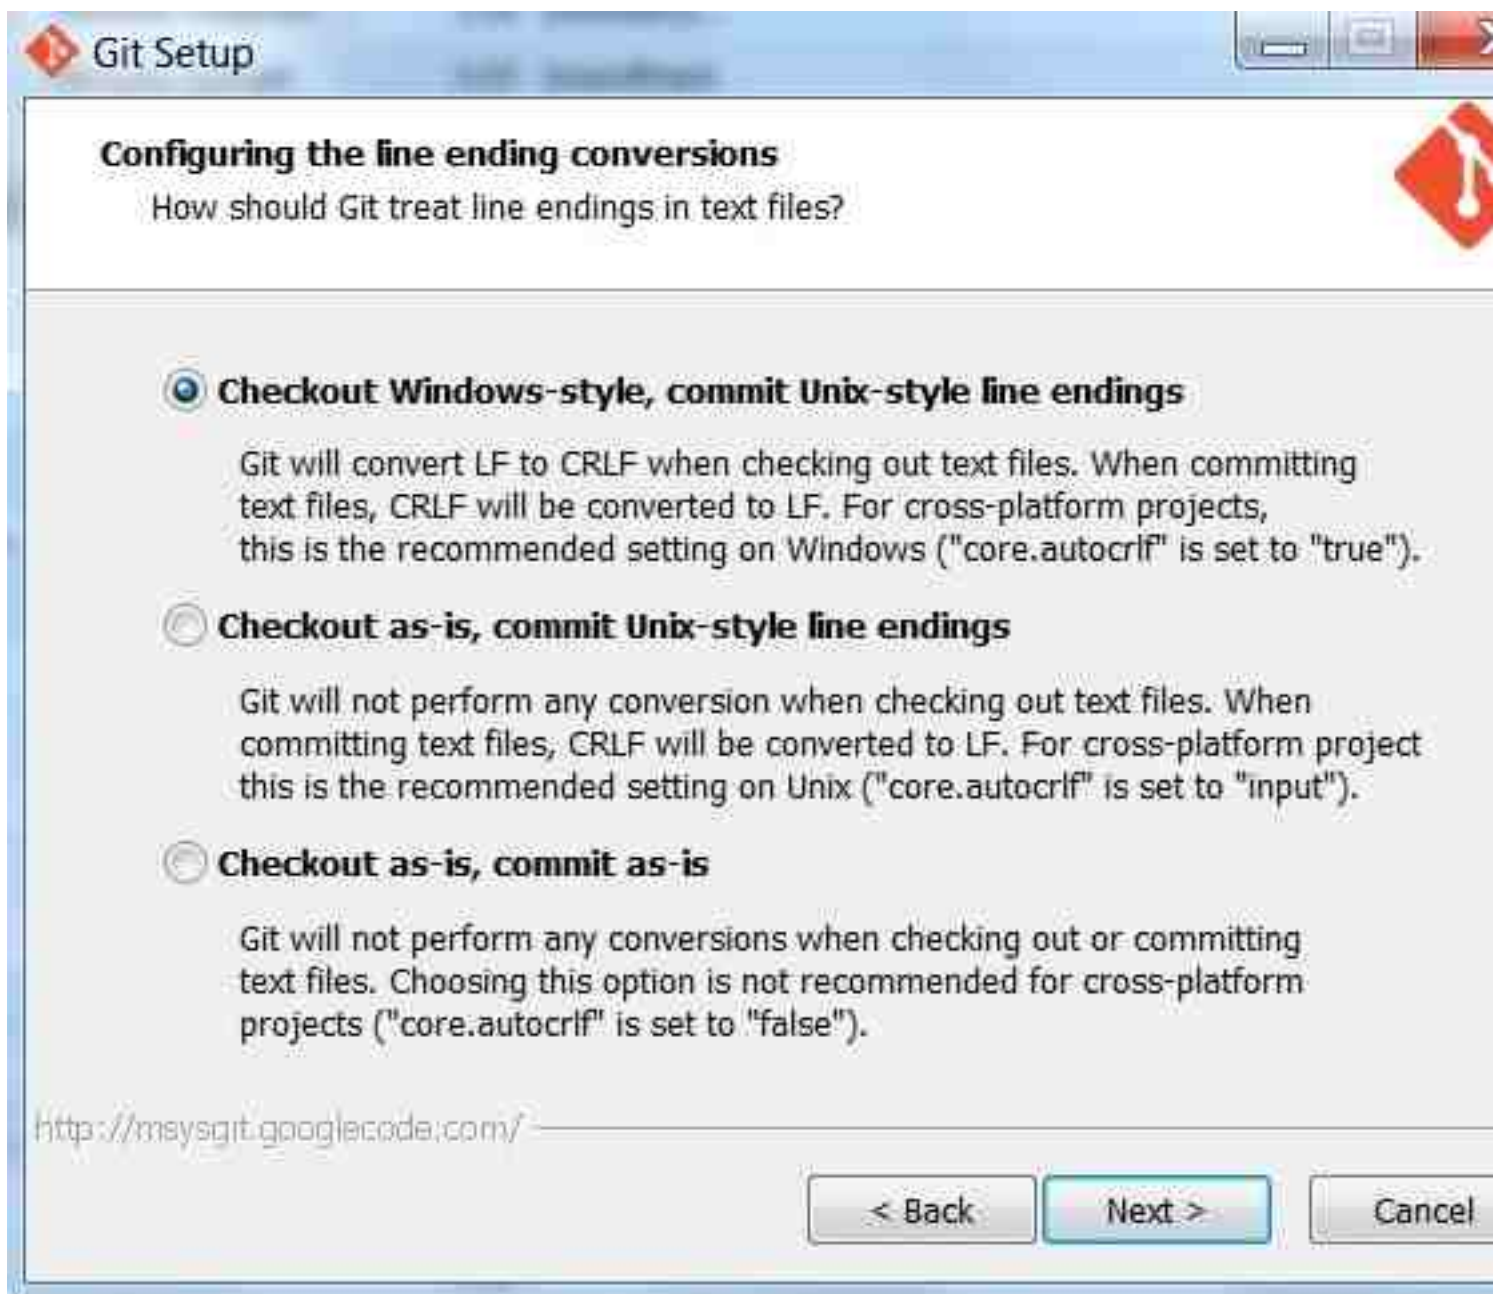 Git Setup
Configuring the line ending conversions
How should Git treat line endings in text files?
Checkout Windows-style, commit Unix-style line endings
Git will convert LF to CRLF when checking out text files. When committing
text files, CRLF will be converted to LF. For cross-platform projects,
this is the recommended setting on Windows ("core.autocrlf" is set to "true").
Checkout as-is, commit Unix-style line endings
Git will not perform any conversion when checking out text files. When
committing text files, CRLF will be converted to LF. For cross-platform project
this is the recommended setting on Unix ("core.autocrlf" is set to "input").
Checkout as-is, commit as-is
Git will not perform any conversions when checking out or committing
text files. Choosing this option is not recommended for cross-platform
projects ("core.autocrlf" is set to "false").
http://msysgit.googlecode.com/
< Back
Next >
Cancel